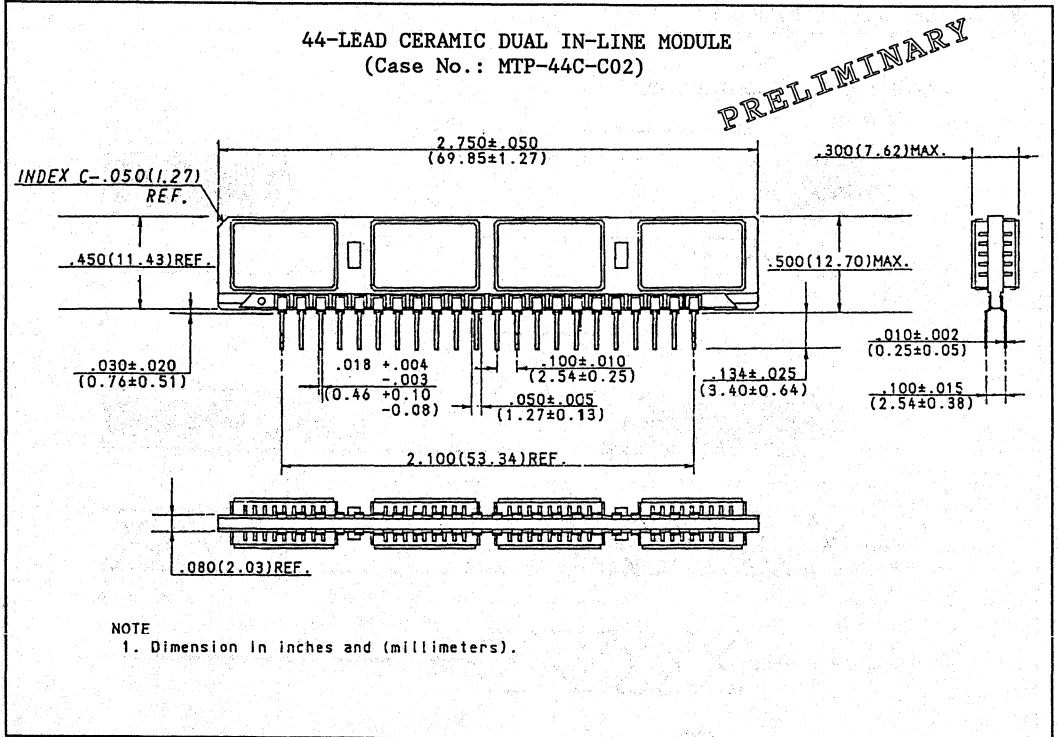 44-LEAD CERAMIC DUAL IN-LINE MODULE
(Case No.: MTP-44C-C02)
PRELIMINARY
2.750±.050
(69.85±1.27)
.300(7.62)MAX.
INDEX C-.050(1.27)
REF.
.450(11.43)REF.
.500(12.70)MAX.
.030±.020
(0.76±0.51)
.018 +.004
-.003
(0.46 +0.10
-0.08)
.100±.010
(2.54±0.25)
.050±.005
(1.27±0.13)
.134±.025
(3.40±0.64)
.010±.002
(0.25±0.05)
.100±.015
(2.54±0.38)
2.100(53.34)REF.
.080(2.03)REF.
NOTE
1. Dimension in inches and (millimeters).